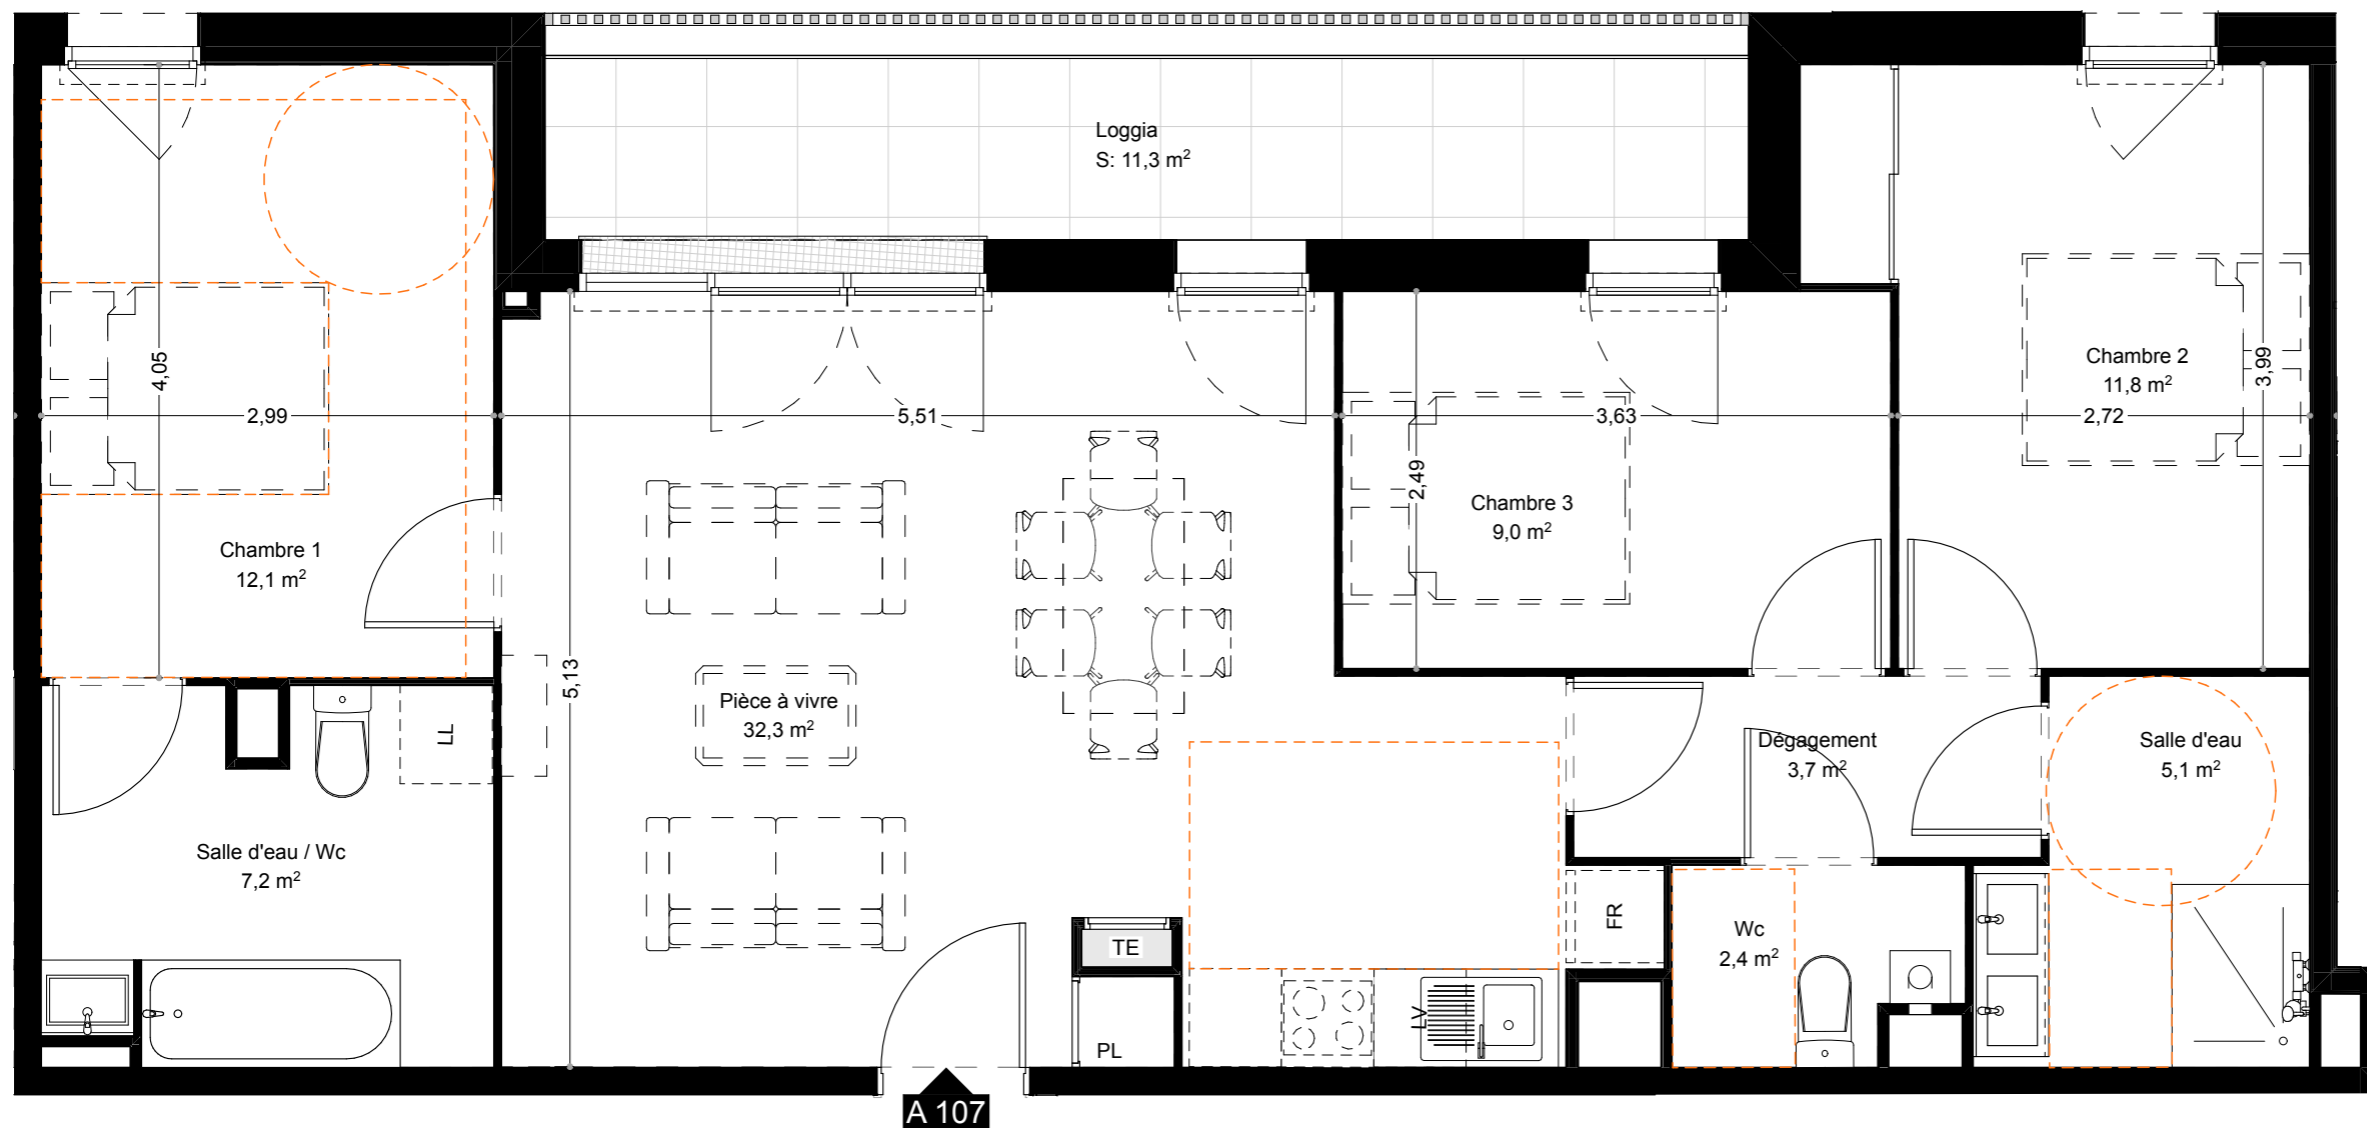 Loggia
S: 11,3 m²
4,05
2,99
5,51
3,63
2,49
Chambre 2
11,8 m²
3,99
2,72
Chambre 3
9,0 m²
Chambre 1
12,1 m²
5,13
Pièce à vivre
32,3 m²
LL
Dégagement
3,7 m²
Salle d'eau
5,1 m²
Salle d'eau / Wc
7,2 m²
TE
PL
LV
FR
Wc
2,4 m²
A 107